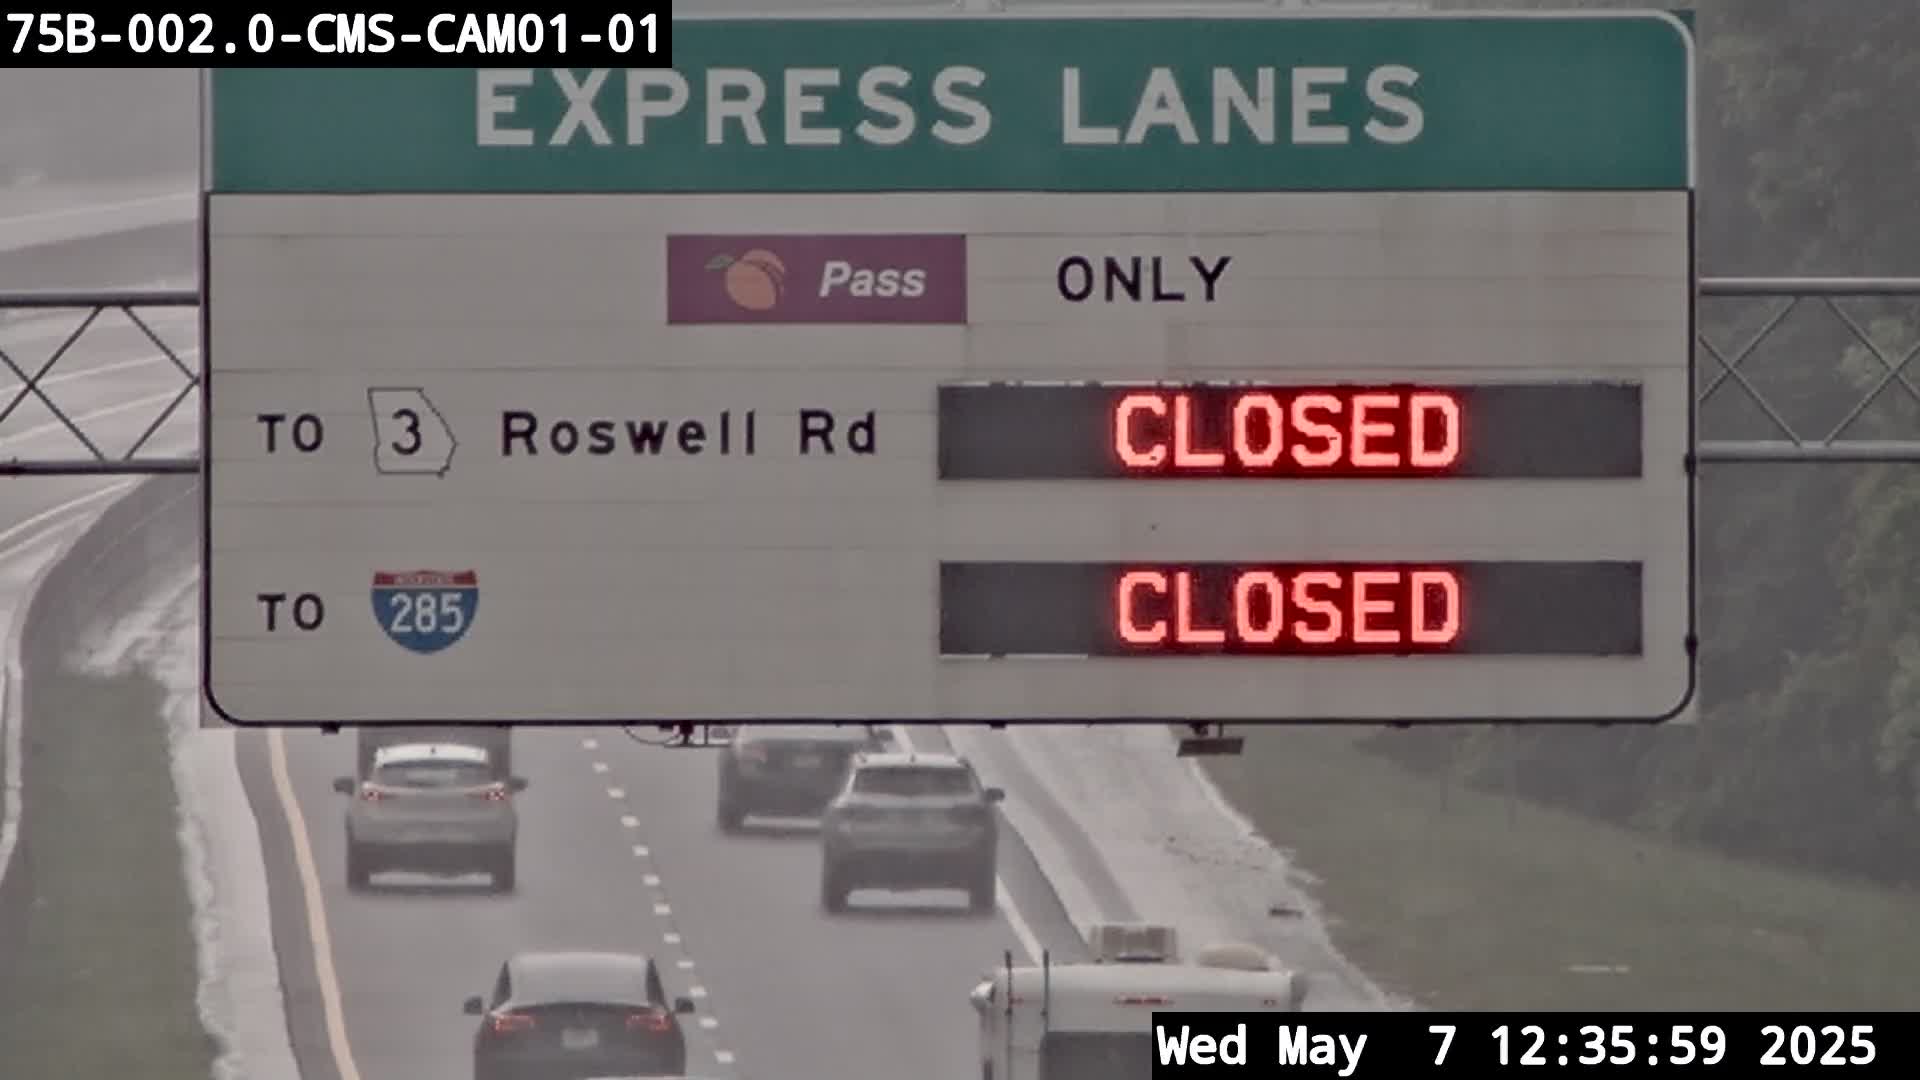 75B-002.0-CMS-CAM01-01
EXPRESS LANES
Pass ONLY
TO 3 Roswell Rd CLOSED
TO 285 CLOSED
Wed May 7 12:35:59 2025